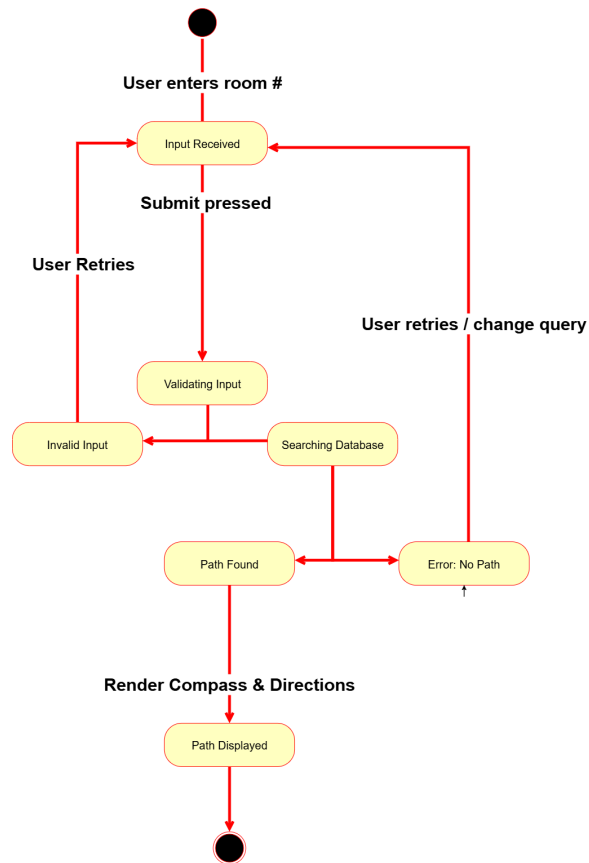 User enters room #
Input Received
Submit pressed
User Retries
User retries / change query
Validating Input
Invalid Input
Searching Database
Path Found
Error: No Path
Render Compass & Directions
Path Displayed